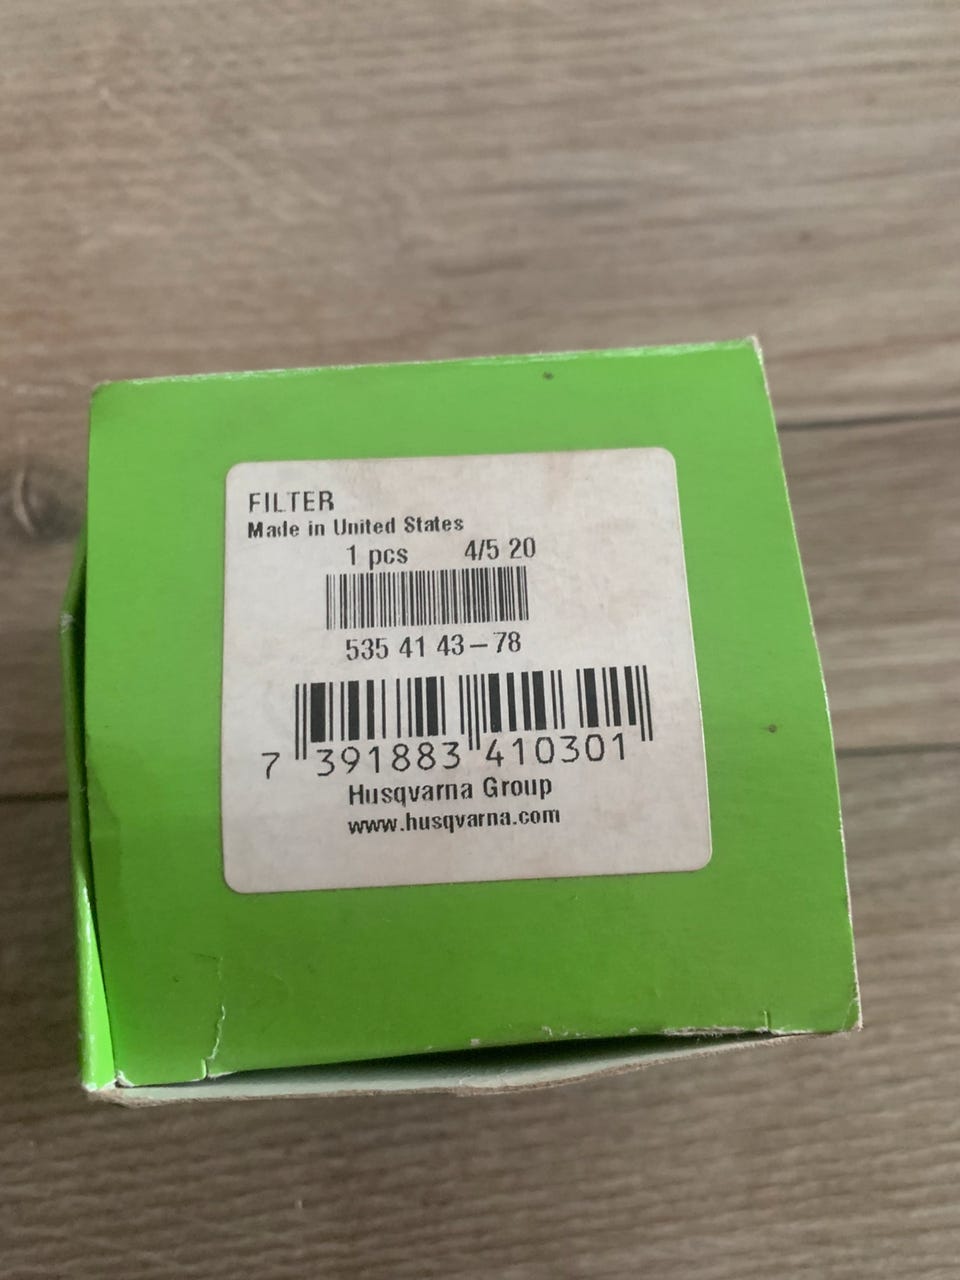 FILTER
Made in United States
1 pcs 4/5 20
535 41 43-78
7 391883 410301
Husqvarna Group
www.husqvarna.com